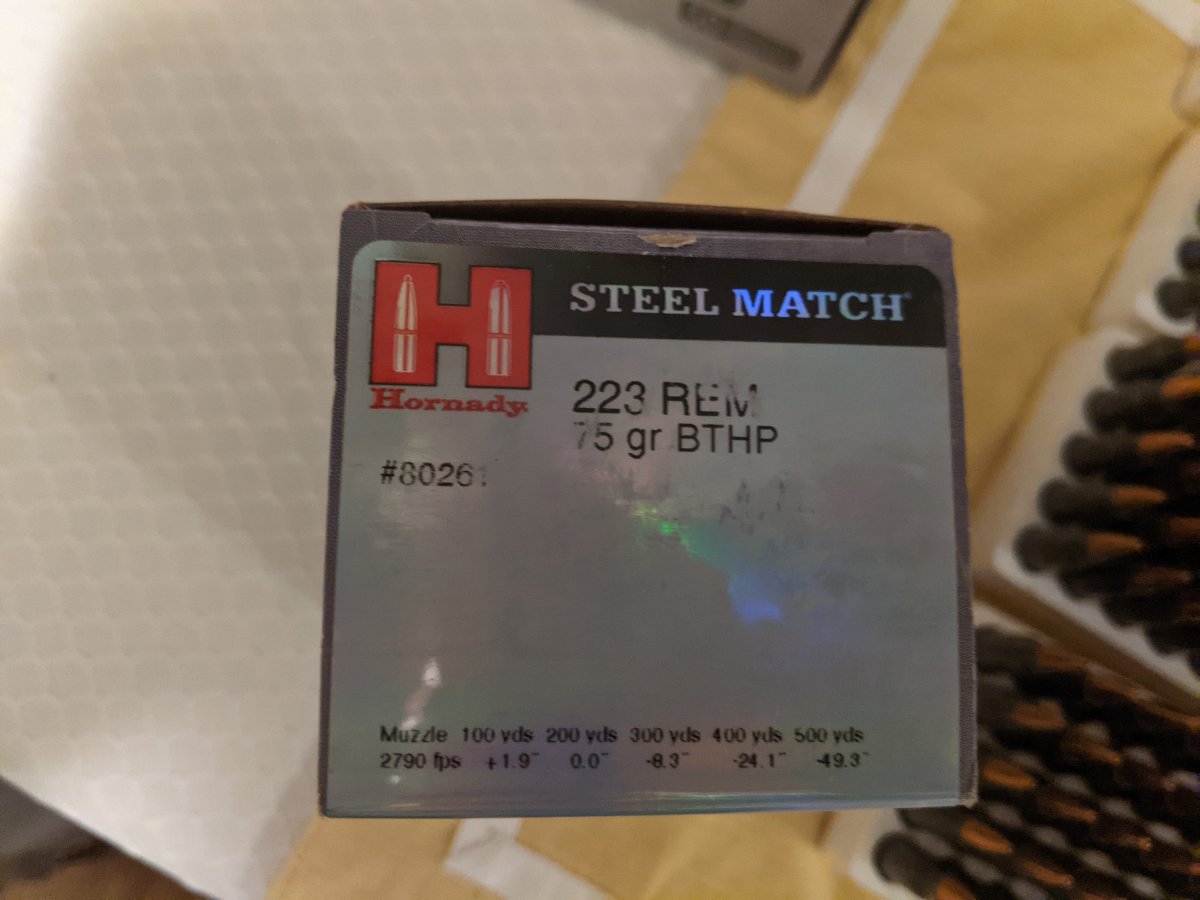 STEEL MATCH®
Hornady.
223 REM
75 gr BTHP
#80261
Muzzle 100 yds 200 yds 300 yds 400 yds 500 yds
2790 fps +1.9" 0.0" -8.3" -24.1" -49.3"